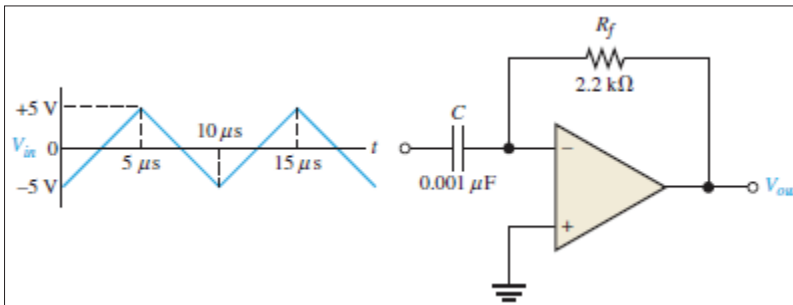 R_f
2.2 kΩ
+5 V
V_in 0
–5 V
10 µs
5 µs
15 µs
t
C
0.001 µF
–
+
V_ou